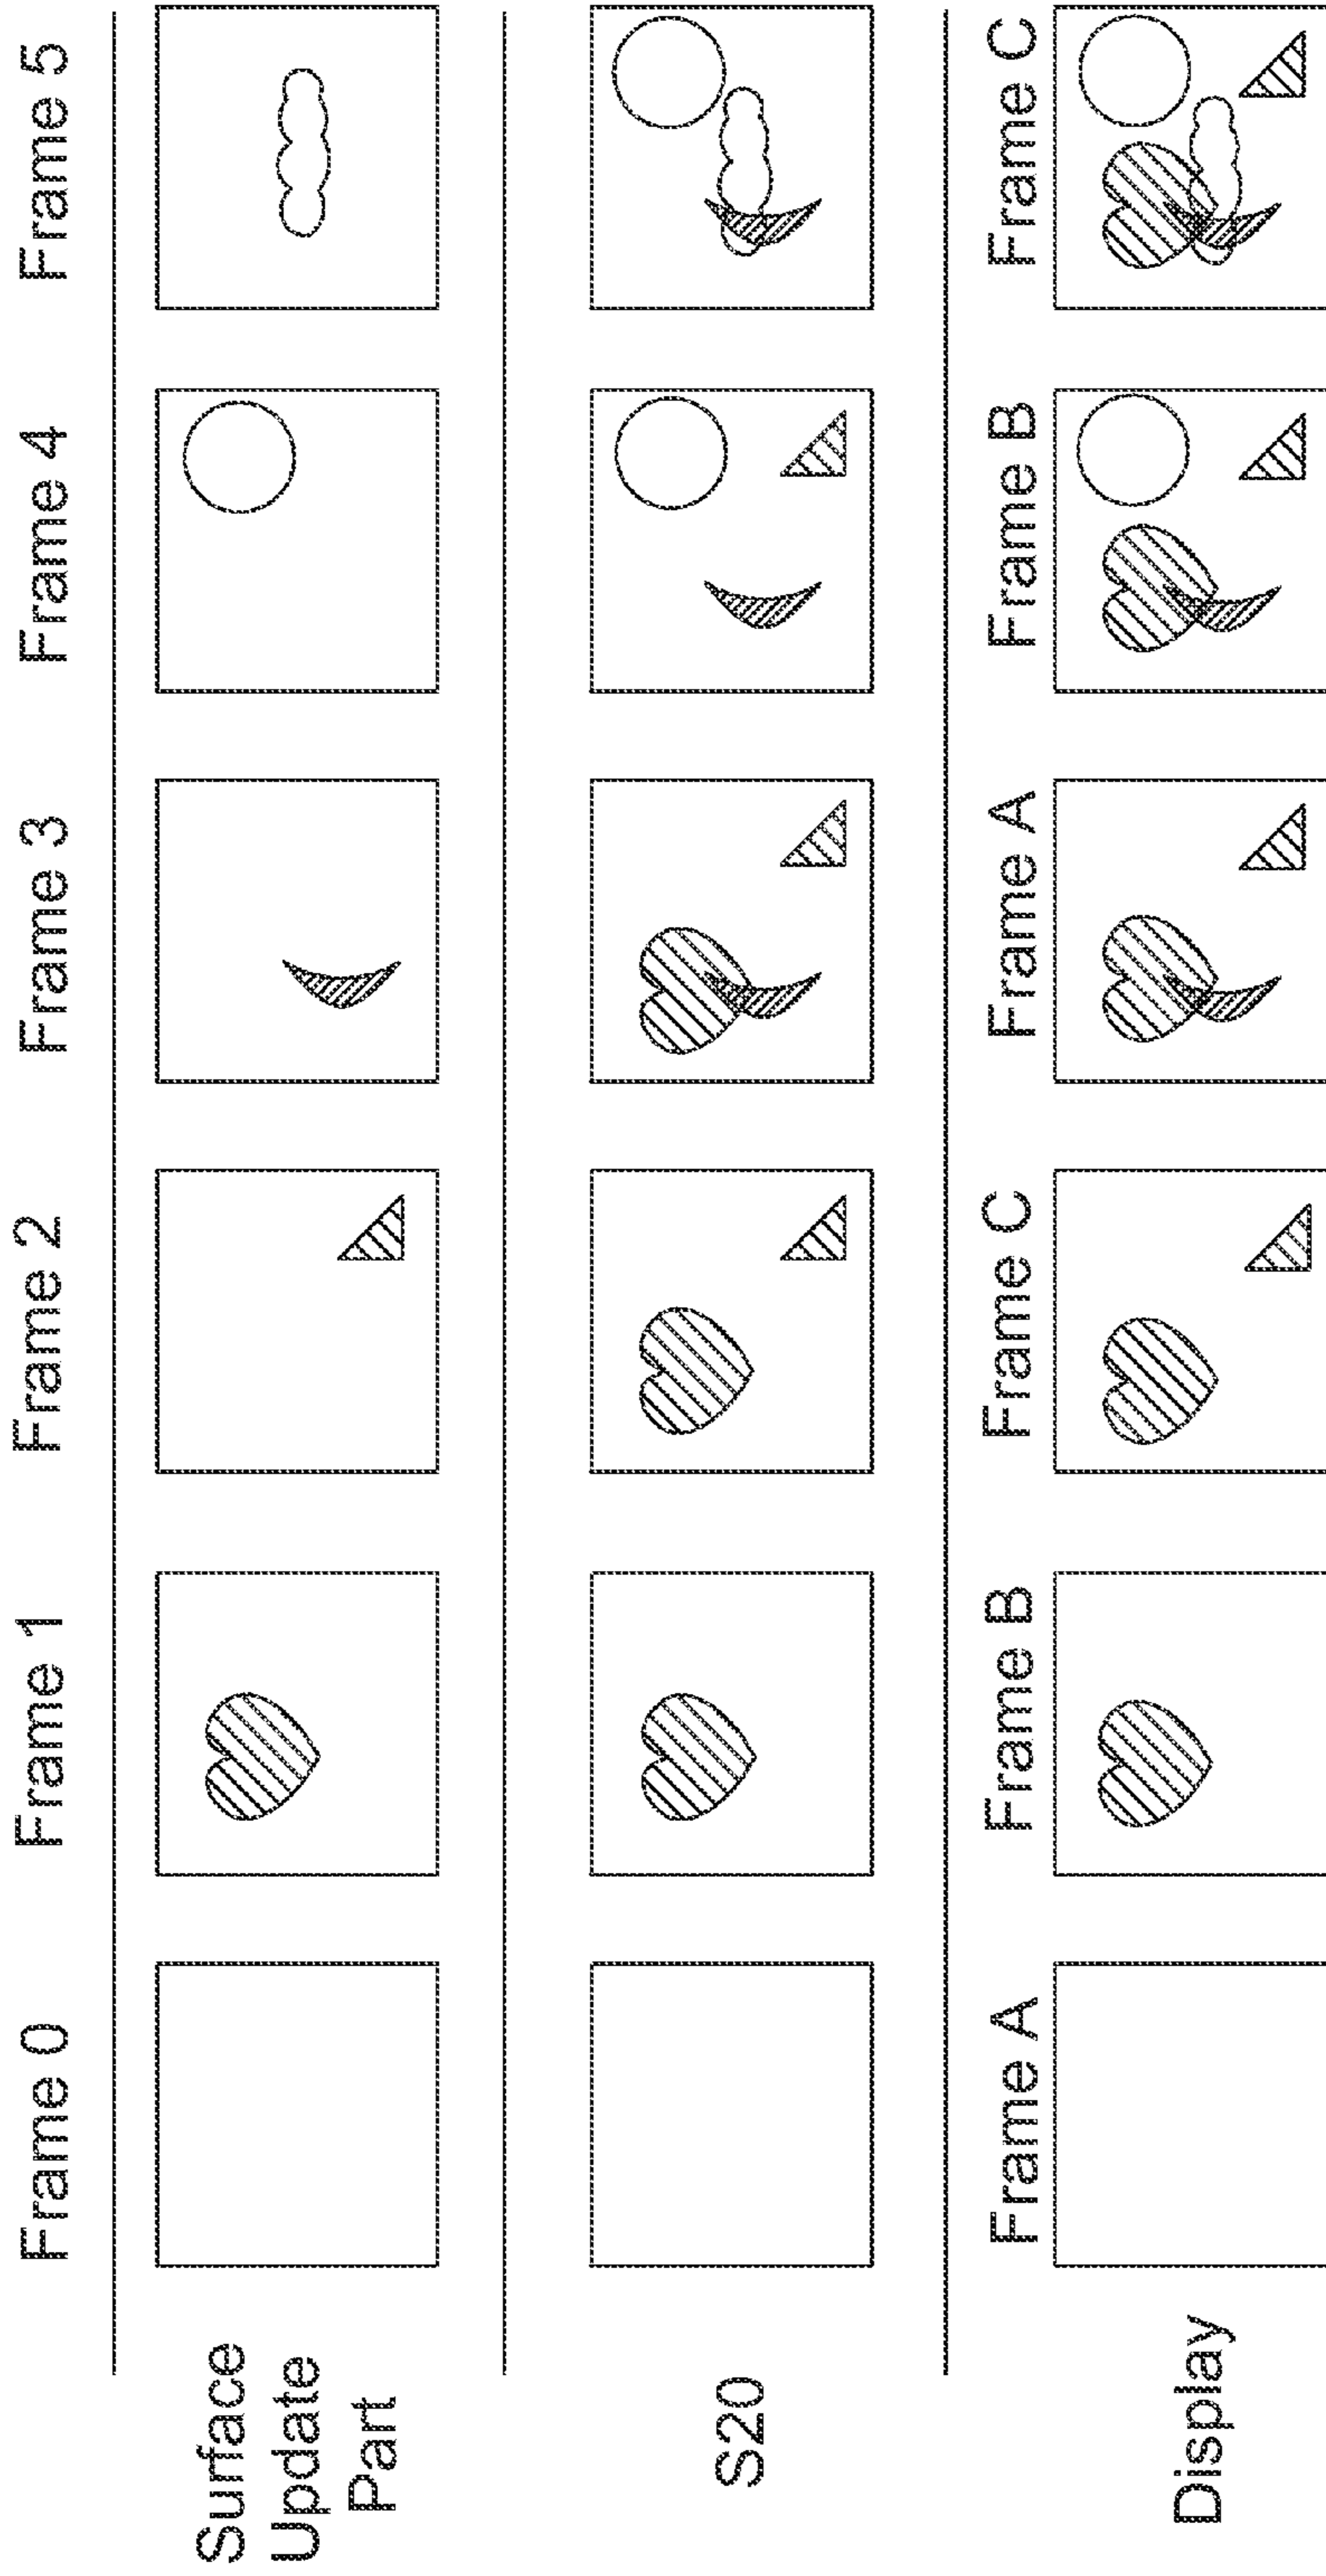 Frame 0 Frame 1 Frame 2 Frame 3 Frame 4 Frame 5
Surface
Update
Part
S20
Frame A Frame B Frame C Frame A Frame B Frame C
Display